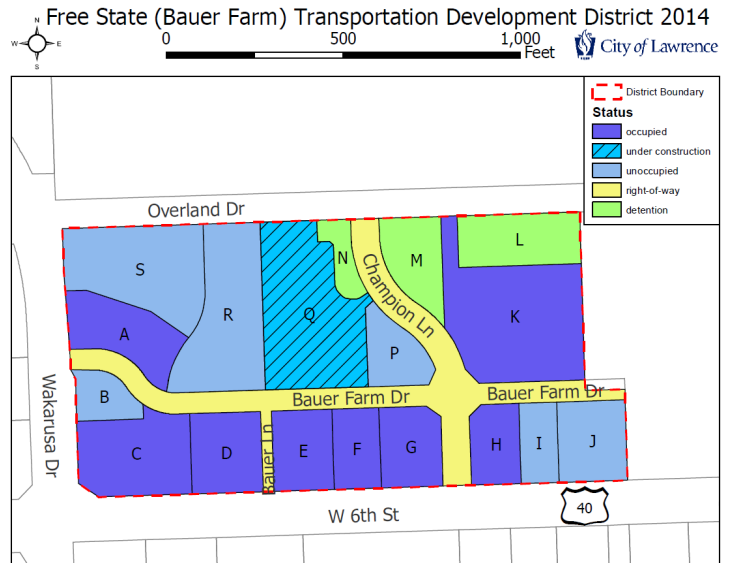 Free State (Bauer Farm) Transportation Development District 2014
N
W E
S
0 500 1,000
Feet
City of Lawrence
District Boundary
Status
occupied
under construction
unoccupied
right-of-way
detention
Overland Dr
L
N
M
S
Champion Ln
R
Q
K
A
P
B
Bauer Farm Dr
Bauer Farm Dr
Wakarusa Dr
C
D
Bauer Ln
E
F
G
H
I
J
W 6th St
40